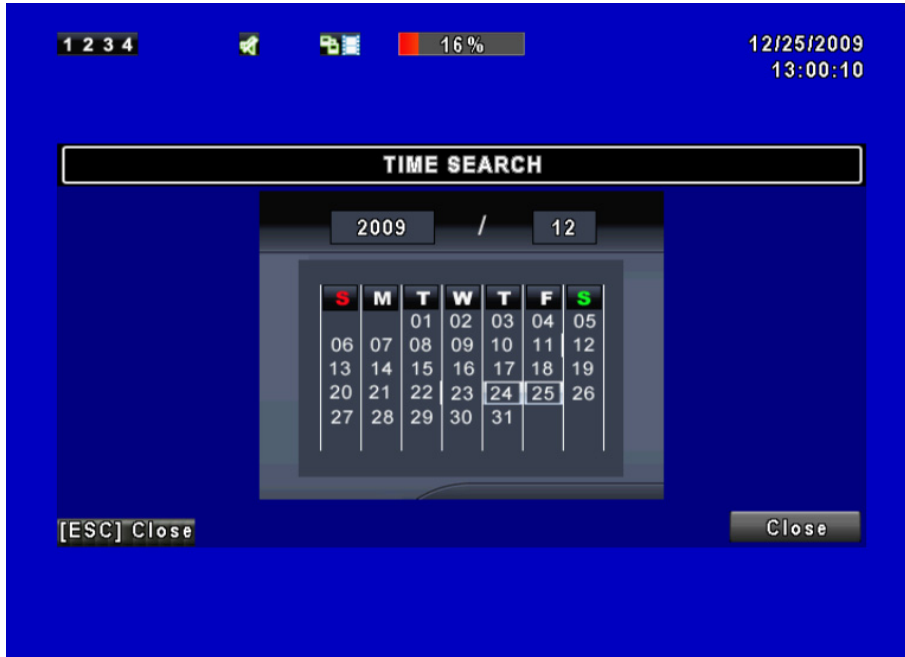 1 2 3 4 16% 12/25/2009
13:00:10
TIME SEARCH
2009 / 12
S M T W T F S
01 02 03 04 05
06 07 08 09 10 11 12
13 14 15 16 17 18 19
20 21 22 23 24 25 26
27 28 29 30 31
[ESC] Close Close